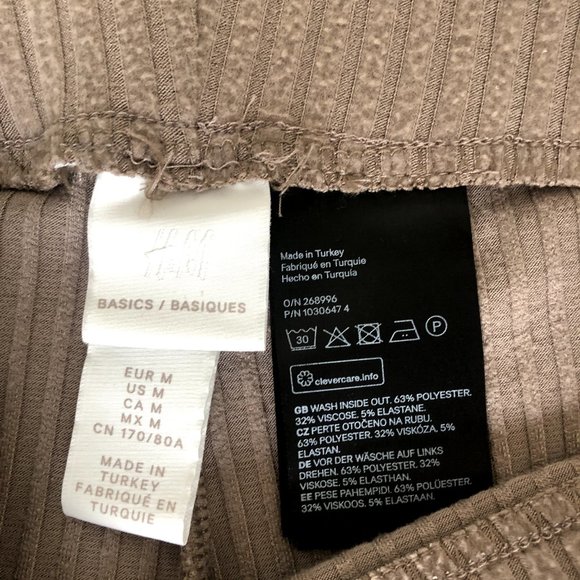 H&M
BASICS / BASIQUES
EUR M
US M
CA M
MX M
CN 170/80A
MADE IN
TURKEY
FABRIQUÉ EN
TURQUIE
Made in Turkey
Fabriqué en Turquie
Hecho en Turquía
O/N 268996
P/N 1030647 4
30
P
clevercare.info
GB WASH INSIDE OUT. 63% POLYESTER.
32% VISCOSE. 5% ELASTANE.
CZ PERTE OTOČENO NA RUBU.
63% POLYESTER. 32% VISKÓZA. 5%
ELASTAN.
DE VOR DER WÄSCHE AUF LINKS
DREHEN. 63% POLYESTER. 32%
VISKOSE. 5% ELASTHAN.
EE PESE PAHEMPIDI. 63% POLÜESTER.
32% VISKOOS. 5% ELASTAAN.